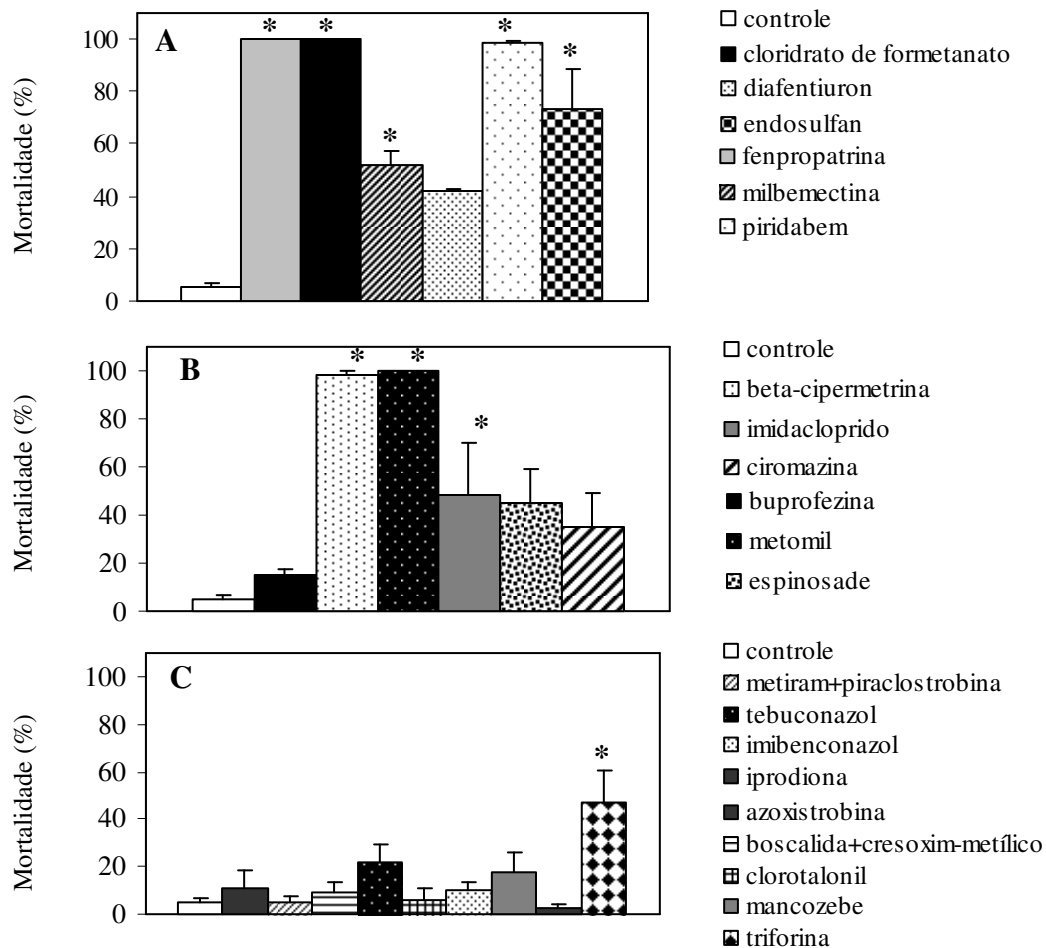 A
Mortalidade (%)
100
80
60
40
20
0
* * * * *
controle
cloridrato de formetanato
diafentiuron
endosulfan
fenpropatrina
milbemectina
piridabem
B
Mortalidade (%)
100
80
60
40
20
0
* * *
controle
beta-cipermetrina
imidacloprido
ciromazina
buprofezina
metomil
espinosade
C
Mortalidade (%)
100
80
60
40
20
0
*
controle
metiram+piraclostrobina
tebuconazol
imibenconazol
iprodiona
azoxistrobina
boscalida+cresoxim-metílico
clorotalonil
mancozebe
triforina